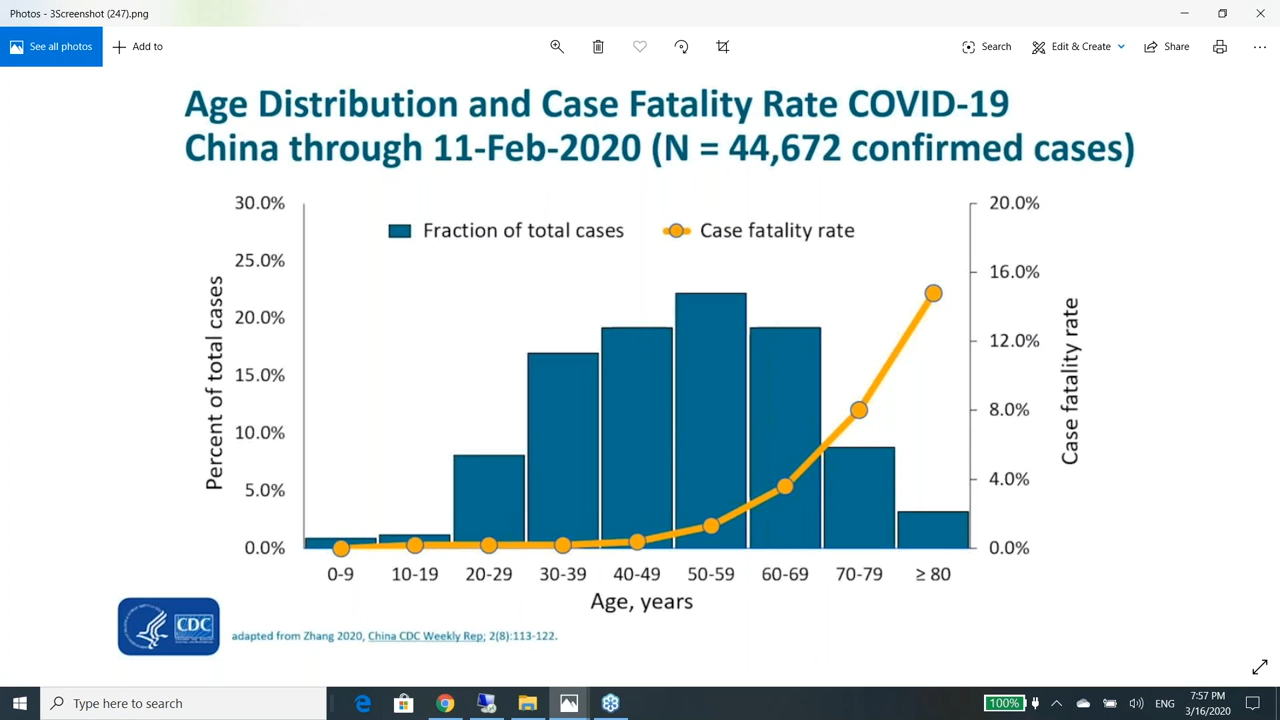 Photos - 3Screenshot (247).png
See all photos
Add to
Search
Edit & Create
Share
Age Distribution and Case Fatality Rate COVID-19
China through 11-Feb-2020 (N = 44,672 confirmed cases)
Fraction of total cases
Case fatality rate
Percent of total cases
30.0%
25.0%
20.0%
15.0%
10.0%
5.0%
0.0%
20.0%
16.0%
12.0%
8.0%
4.0%
0.0%
Case fatality rate
0-9 10-19 20-29 30-39 40-49 50-59 60-69 70-79 ≥ 80
Age, years
CDC
adapted from Zhang 2020, China CDC Weekly Rep; 2(8):113-122.
Type here to search
100%
ENG
7:57 PM
3/16/2020